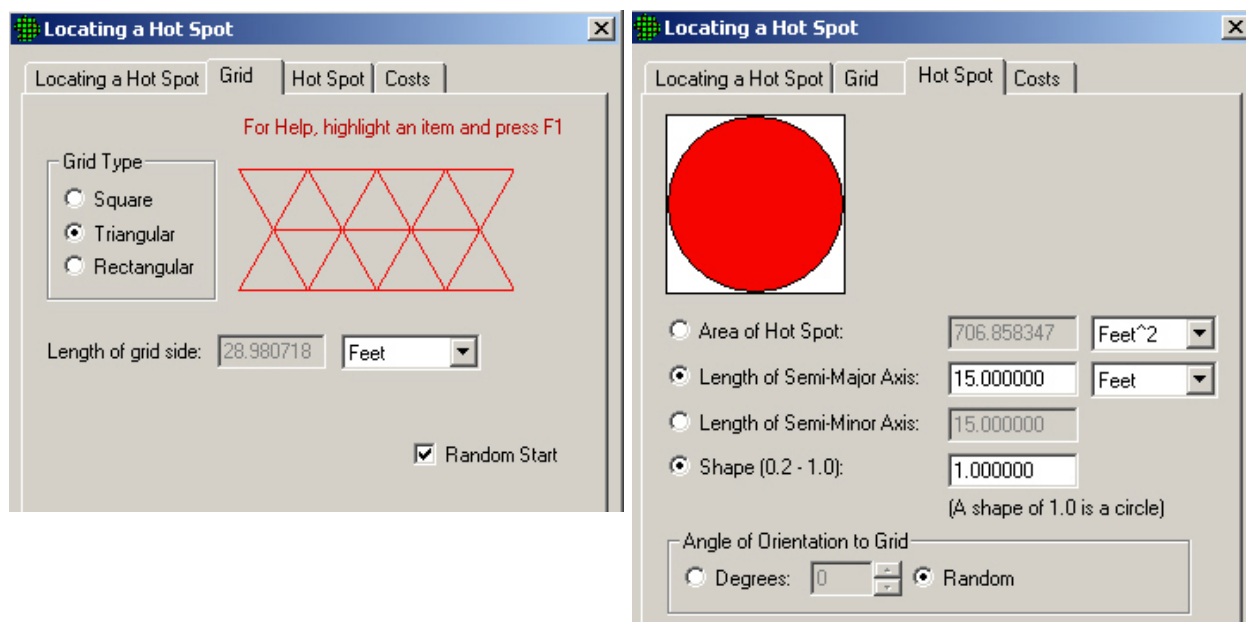 Locating a Hot Spot
Locating a Hot Spot Grid Hot Spot Costs
For Help, highlight an item and press F1
Grid Type
Square
Triangular
Rectangular
Length of grid side: 28.980718 Feet
Random Start
Locating a Hot Spot
Locating a Hot Spot Grid Hot Spot Costs
Area of Hot Spot: 706.858347 Feet^2
Length of Semi-Major Axis: 15.000000 Feet
Length of Semi-Minor Axis: 15.000000
Shape (0.2 - 1.0): 1.000000
(A shape of 1.0 is a circle)
Angle of Orientation to Grid
Degrees: 0 Random